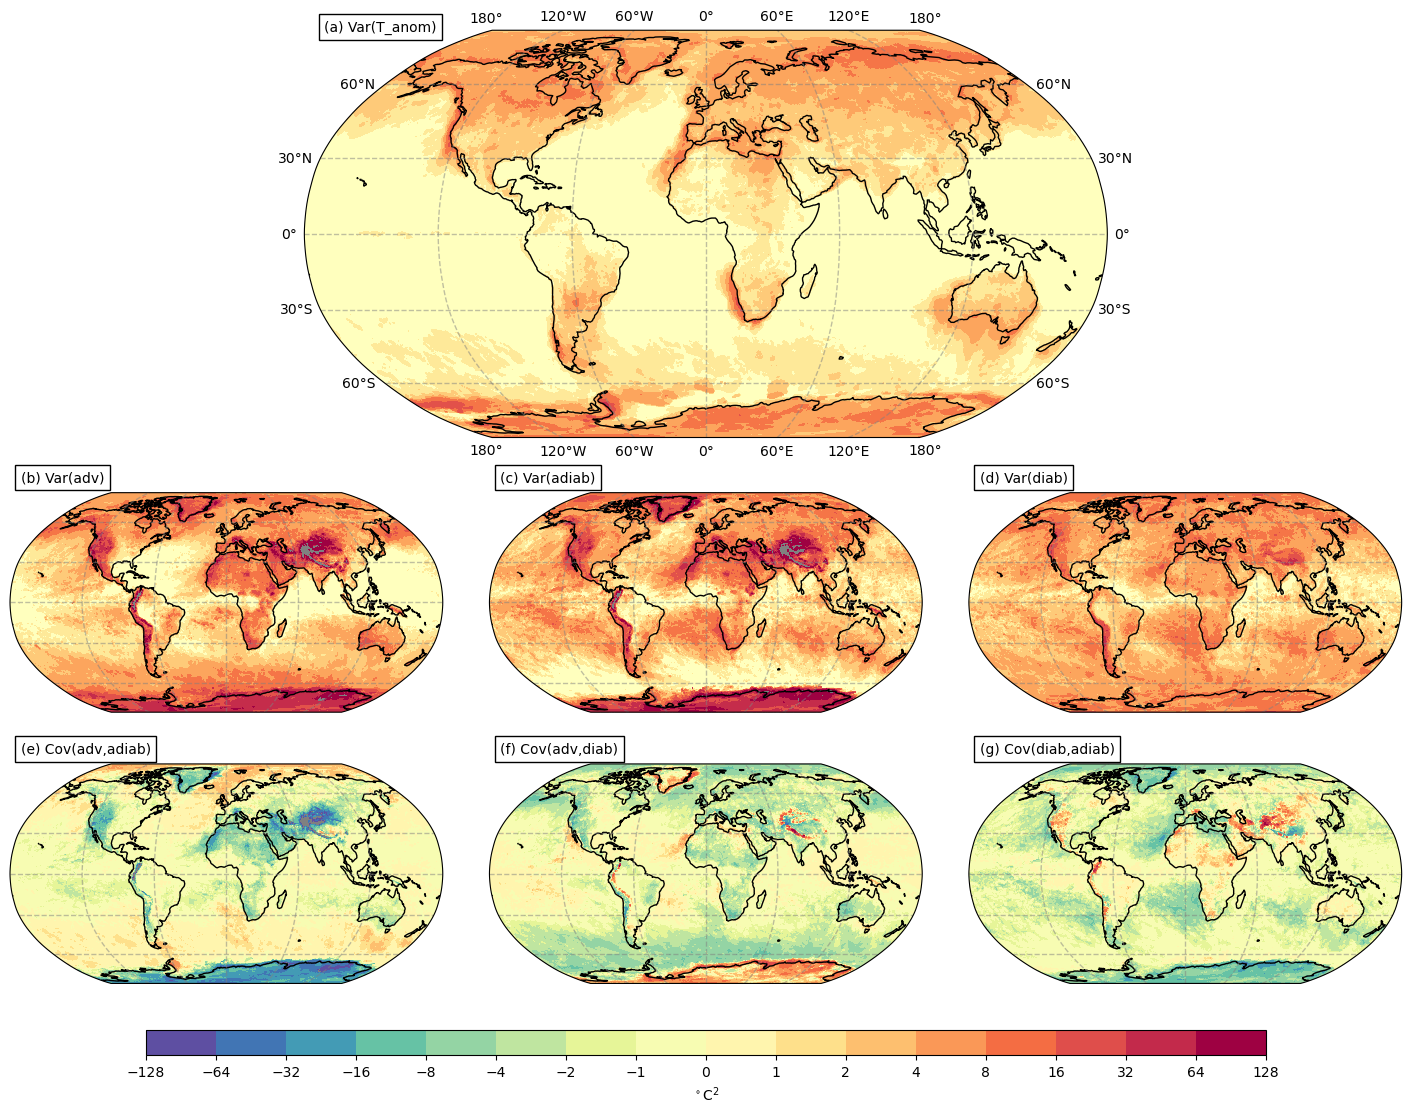 (a) Var(T_anom)
180° 120°W 60°W 0° 60°E 120°E 180°
60°N 60°N
30°N 30°N
0° 0°
30°S 30°S
60°S 60°S
180° 120°W 60°W 0° 60°E 120°E 180°
(b) Var(adv) (c) Var(adiab) (d) Var(diab)
(e) Cov(adv,adiab) (f) Cov(adv,diab) (g) Cov(diab,adiab)
−128 −64 −32 −16 −8 −4 −2 −1 0 1 2 4 8 16 32 64 128
°C²